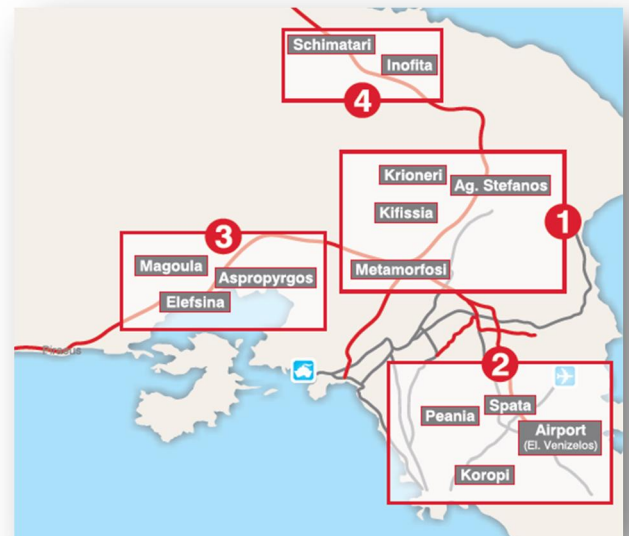 Schimatari
Inofita
4
Krioneri
Ag. Stefanos
Kifissia
1
Metamorfosi
3
Magoula
Aspropyrgos
Elefsina
Piraeus
2
Spata
Peania
Airport
(El. Venizelos)
Koropi